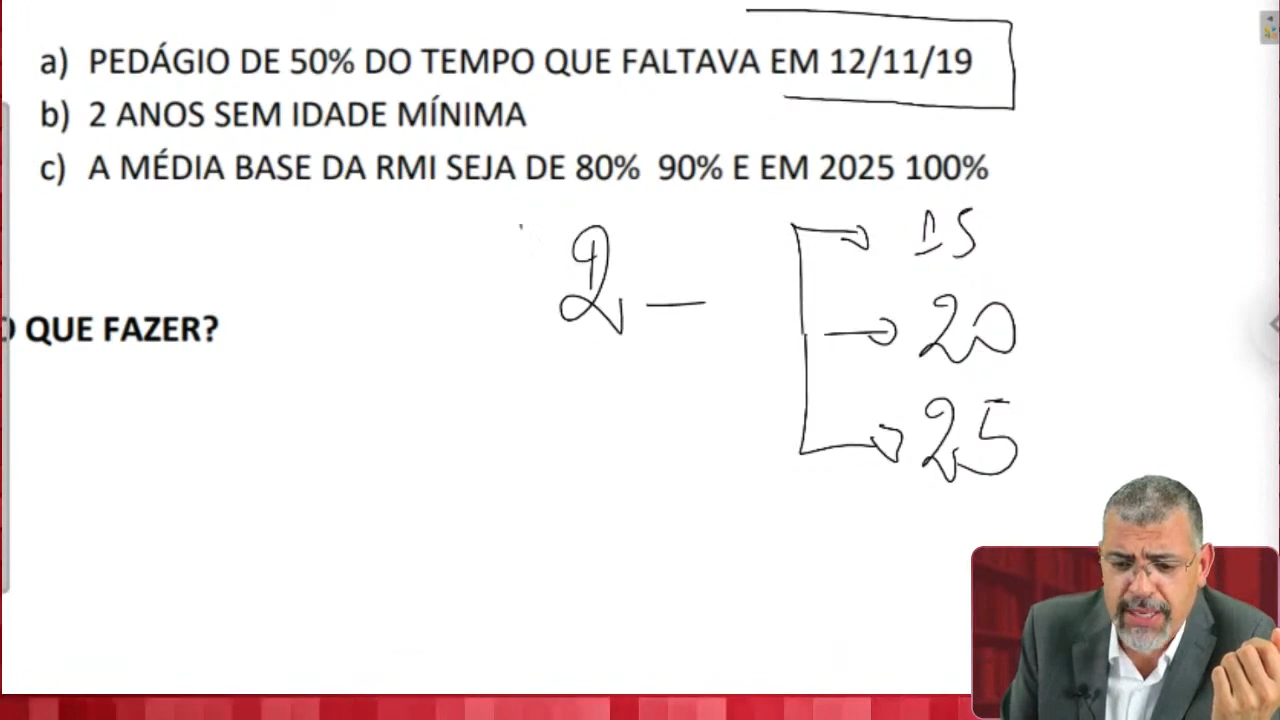 a) PEDÁGIO DE 50% DO TEMPO QUE FALTAVA EM 12/11/19
b) 2 ANOS SEM IDADE MÍNIMA
c) A MÉDIA BASE DA RMI SEJA DE 80% 90% E EM 2025 100%
15
2 —
20
QUE FAZER?
25